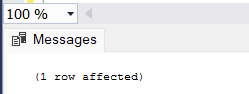 100 %
Messages
(1 row affected)